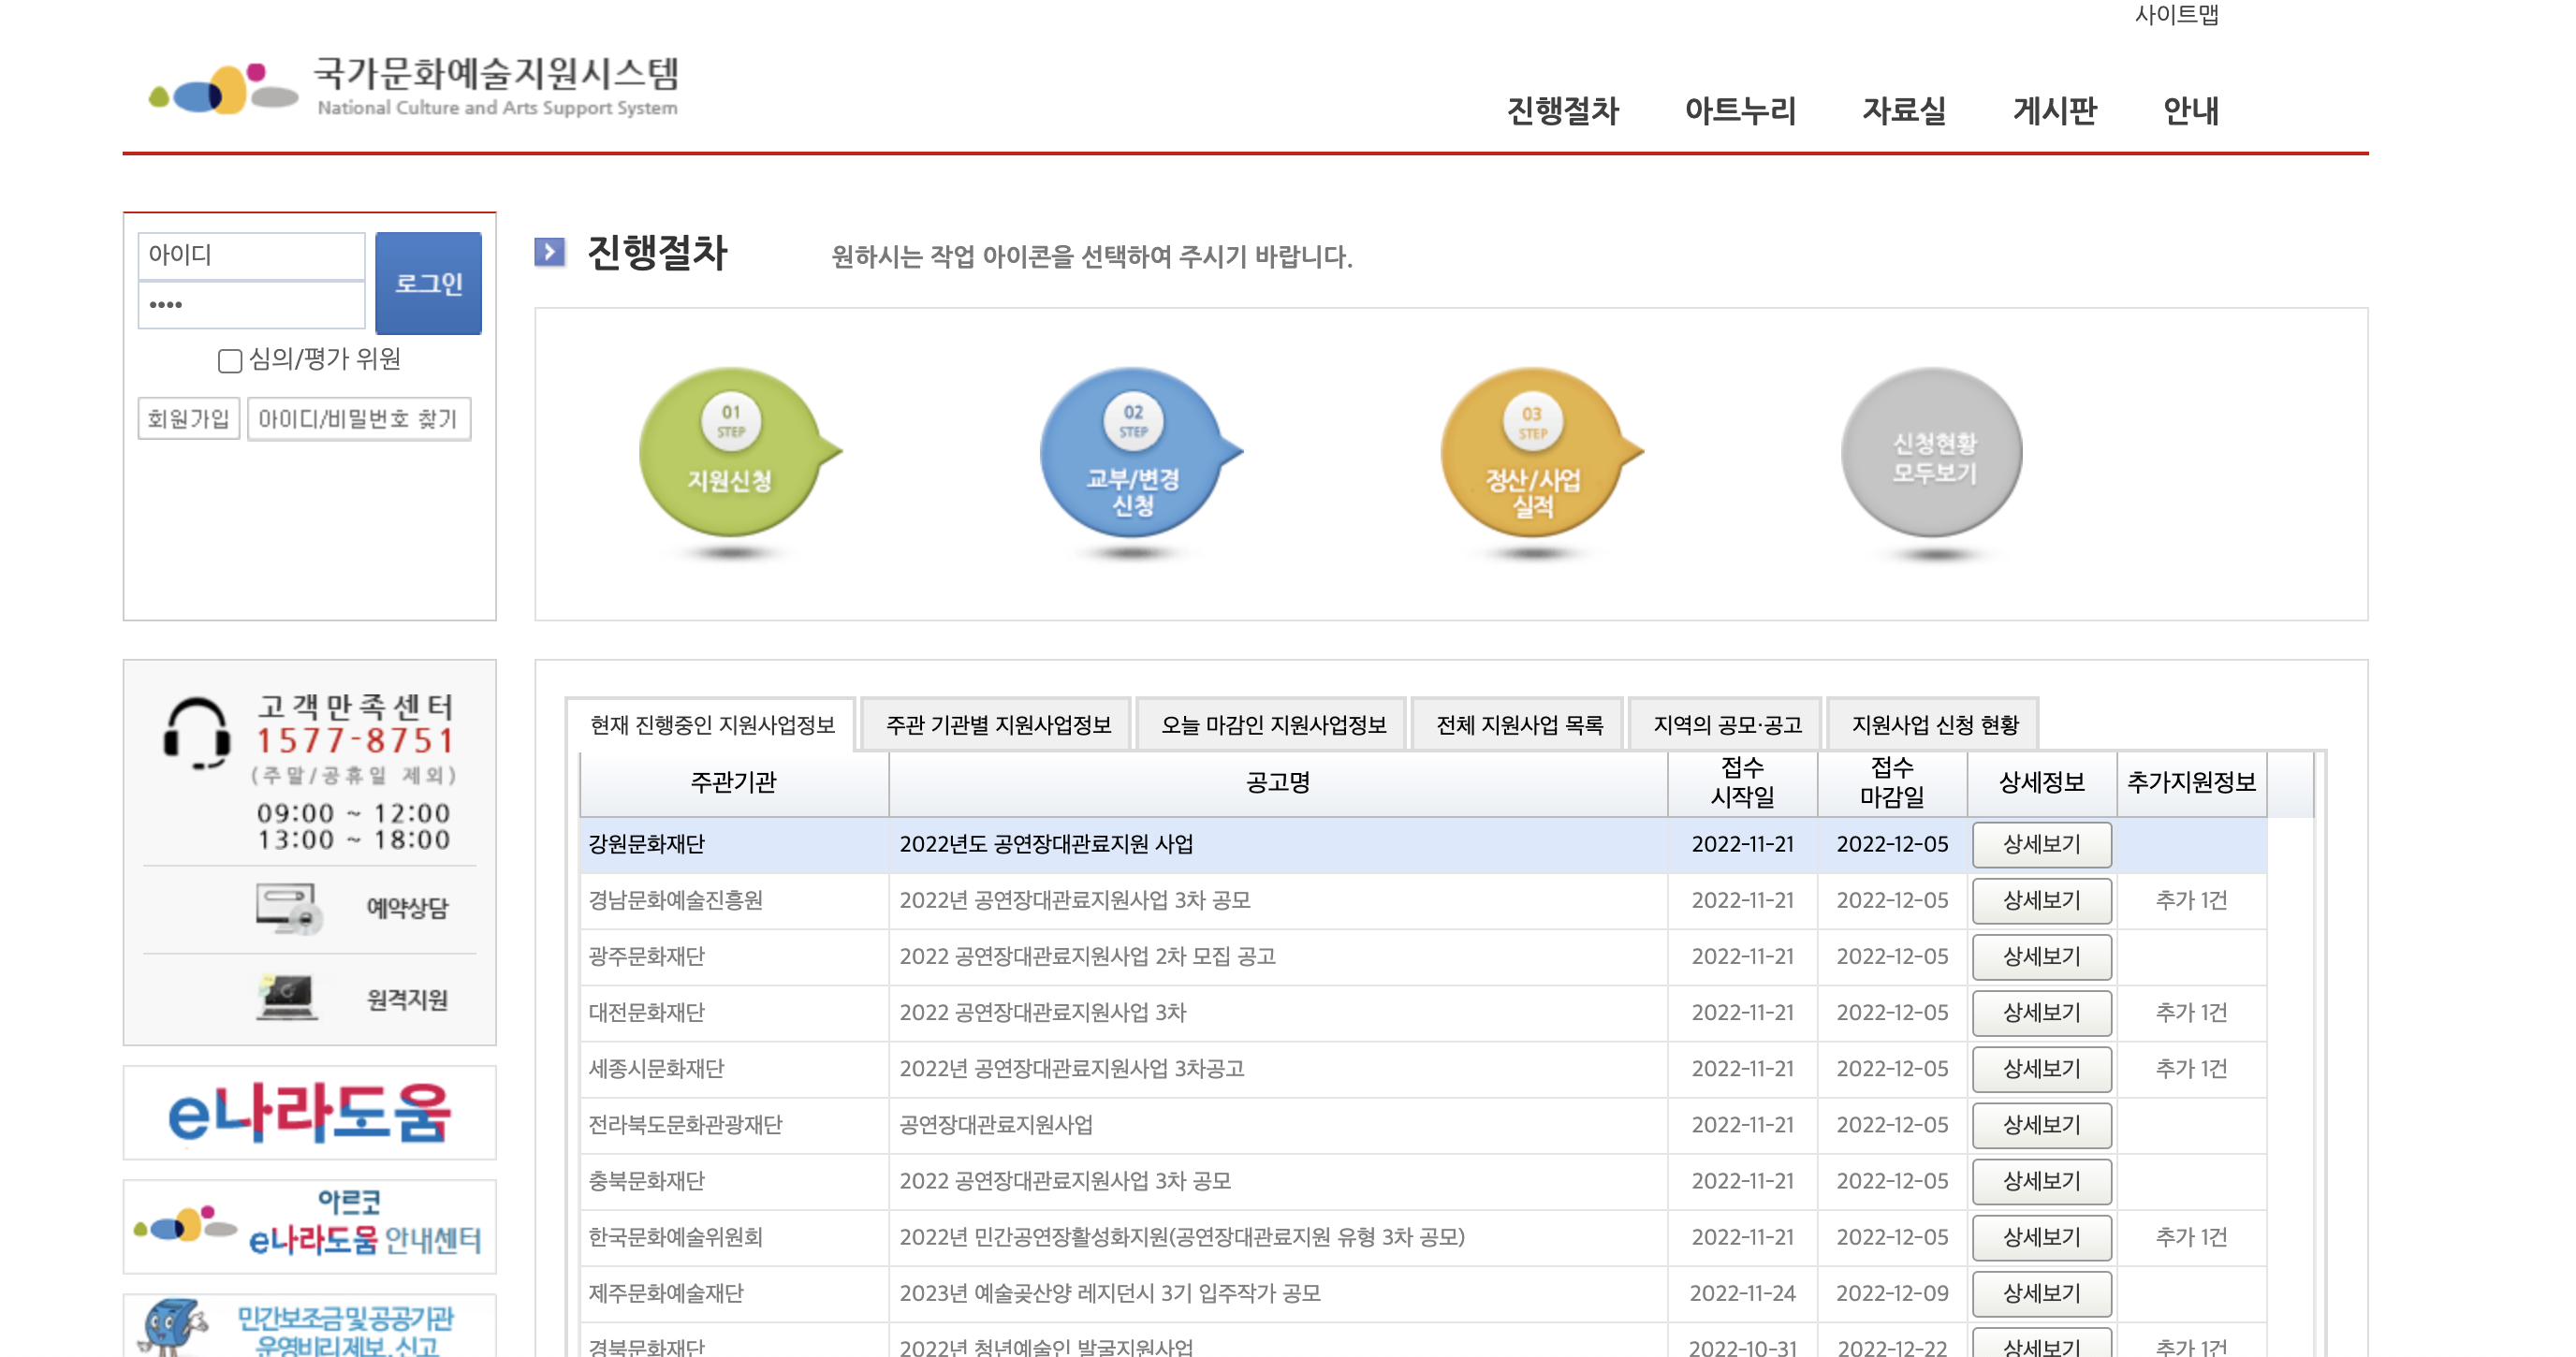 사이트맵
국가문화예술지원시스템
National Culture and Arts Support System
진행절차 아트누리 자료실 게시판 안내
아이디
••••
로그인
심의/평가 위원
회원가입 아이디/비밀번호 찾기
진행절차 원하시는 작업 아이콘을 선택하여 주시기 바랍니다.
01
STEP
지원신청
02
STEP
교부/변경
신청
03
STEP
정산/사업
실적
신청현황
모두보기
고객만족센터
1577-8751
(주말/공휴일 제외)
09:00 ~ 12:00
13:00 ~ 18:00
예약상담
원격지원
e나라도움
아르코
e나라도움 안내센터
민간보조금및공공기관
운영비리제보.신고
현재 진행중인 지원사업정보 주관 기관별 지원사업정보 오늘 마감인 지원사업정보 전체 지원사업 목록 지역의 공모·공고 지원사업 신청 현황
주관기관 공고명 접수 시작일 접수 마감일 상세정보 추가지원정보
강원문화재단 2022년도 공연장대관료지원 사업 2022-11-21 2022-12-05 상세보기
경남문화예술진흥원 2022년 공연장대관료지원사업 3차 공모 2022-11-21 2022-12-05 상세보기 추가 1건
광주문화재단 2022 공연장대관료지원사업 2차 모집 공고 2022-11-21 2022-12-05 상세보기
대전문화재단 2022 공연장대관료지원사업 3차 2022-11-21 2022-12-05 상세보기 추가 1건
세종시문화재단 2022년 공연장대관료지원사업 3차공고 2022-11-21 2022-12-05 상세보기 추가 1건
전라북도문화관광재단 공연장대관료지원사업 2022-11-21 2022-12-05 상세보기
충북문화재단 2022 공연장대관료지원사업 3차 공모 2022-11-21 2022-12-05 상세보기
한국문화예술위원회 2022년 민간공연장활성화지원(공연장대관료지원 유형 3차 공모) 2022-11-21 2022-12-05 상세보기 추가 1건
제주문화예술재단 2023년 예술곶산양 레지던시 3기 입주작가 공모 2022-11-24 2022-12-09 상세보기
경북문화재단 2022년 청년예술인 발굴지원사업 2022-10-31 2022-12-22 상세보기 추가 1건